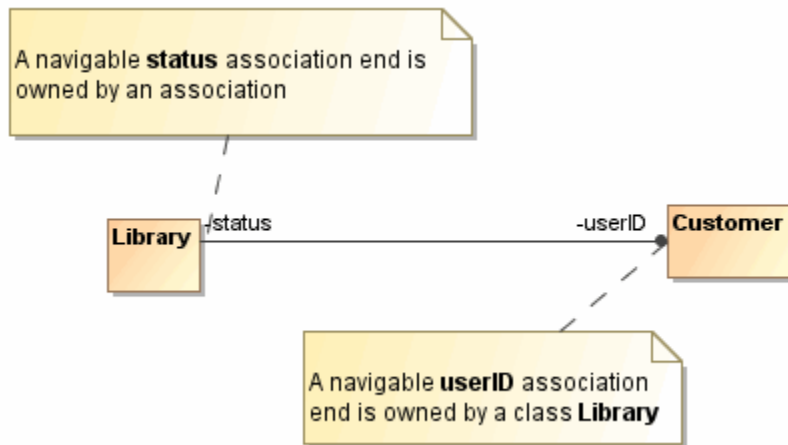 A navigable status association end is
owned by an association
Library
-/status
-userID
Customer
A navigable userID association
end is owned by a class Library